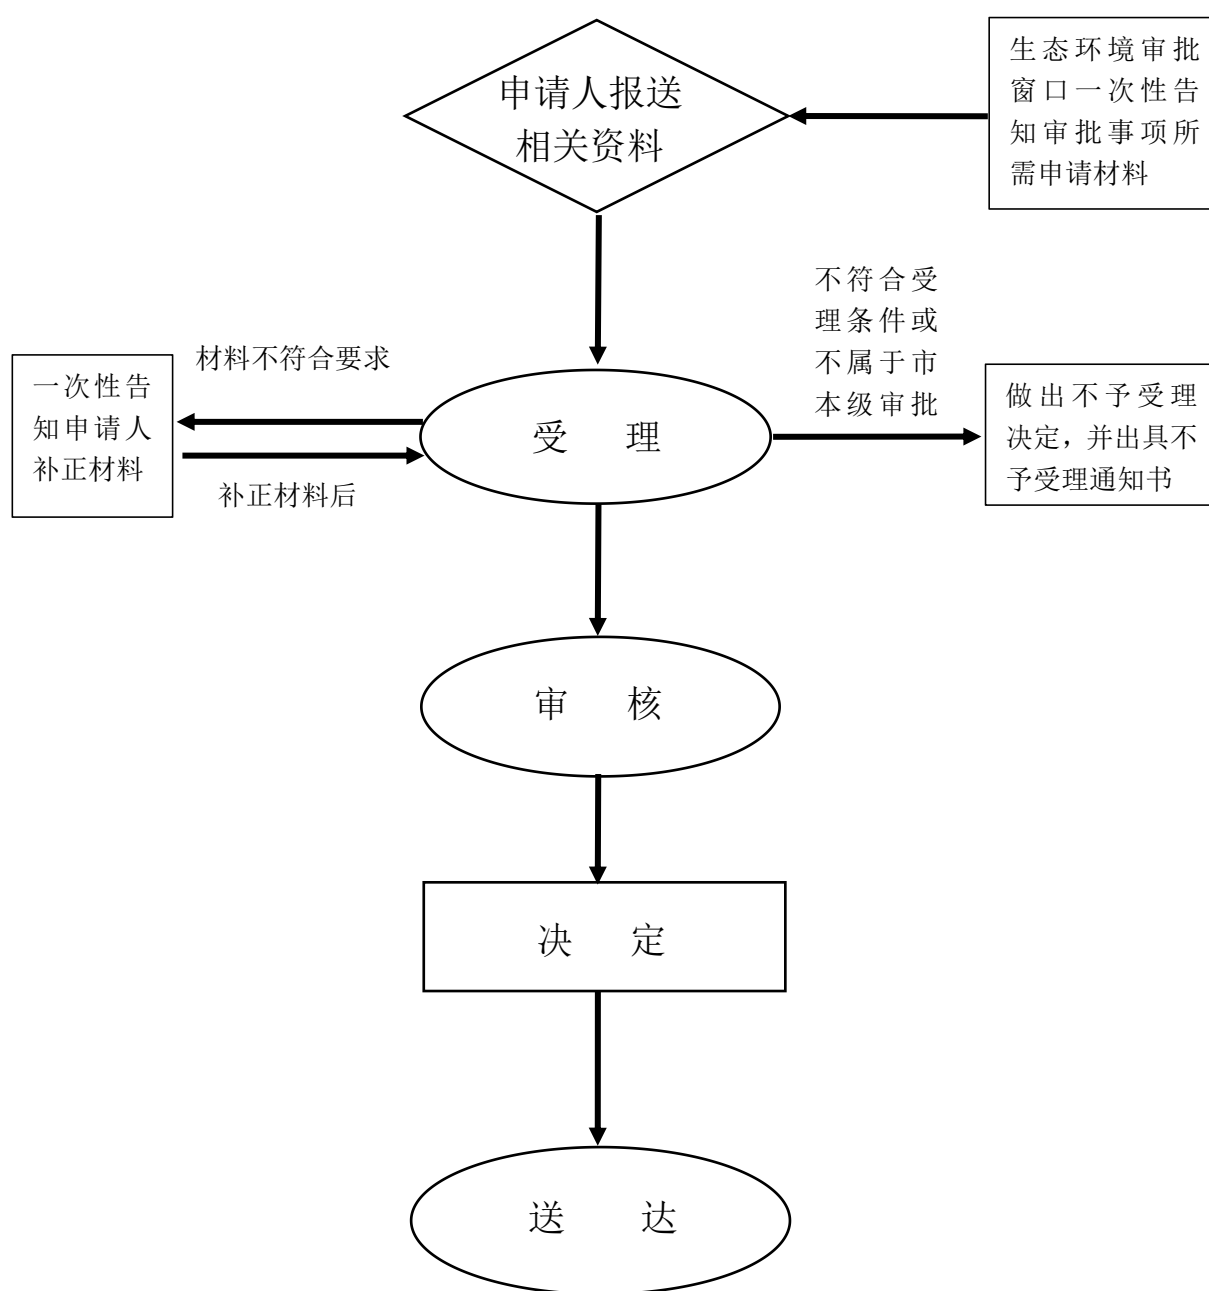 申请人报送
相关资料
生态环境审批
窗口一次性告
知审批事项所
需申请材料
不符合受
理条件或
不属于市
本级审批
材料不符合要求
一次性告
知申请人
补正材料
补正材料后
受 理
做出不予受理
决定，并出具不
予受理通知书
审 核
决 定
送 达